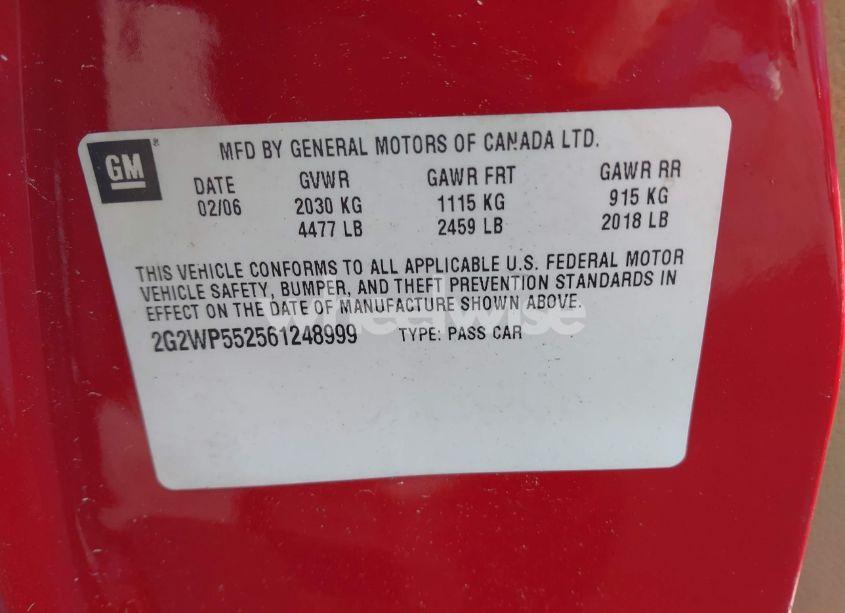 GM
MFD BY GENERAL MOTORS OF CANADA LTD.
DATE GVWR GAWR FRT GAWR RR
02/06 2030 KG 1115 KG 915 KG
4477 LB 2459 LB 2018 LB
THIS VEHICLE CONFORMS TO ALL APPLICABLE U.S. FEDERAL MOTOR
VEHICLE SAFETY, BUMPER, AND THEFT PREVENTION STANDARDS IN
EFFECT ON THE DATE OF MANUFACTURE SHOWN ABOVE.
wheelwise
2G2WP552561248999 TYPE: PASS CAR